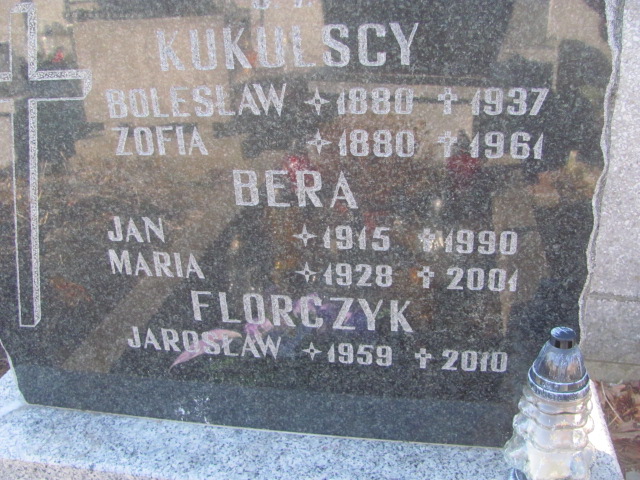 KUKULSCY
BOLESŁAW ✧ 1880 ✝ 1937
ZOFIA ✧ 1880 ✝ 1961
BERA
JAN ✧ 1915 ✝ 1990
MARIA ✧ 1928 ✝ 2001
FLORCZYK
JAROSŁAW ✧ 1959 ✝ 2010